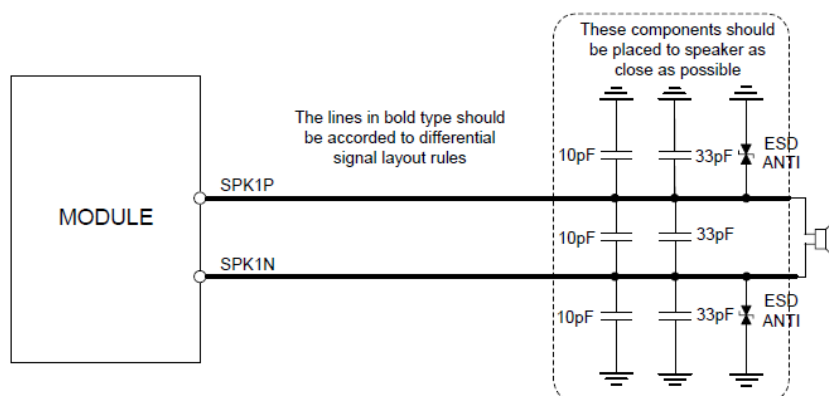 These components should
be placed to speaker as
close as possible
The lines in bold type should
be accorded to differential
signal layout rules
10pF
33pF
ESD
ANTI
SPK1P
MODULE
10pF
33pF
SPK1N
10pF
33pF
ESD
ANTI